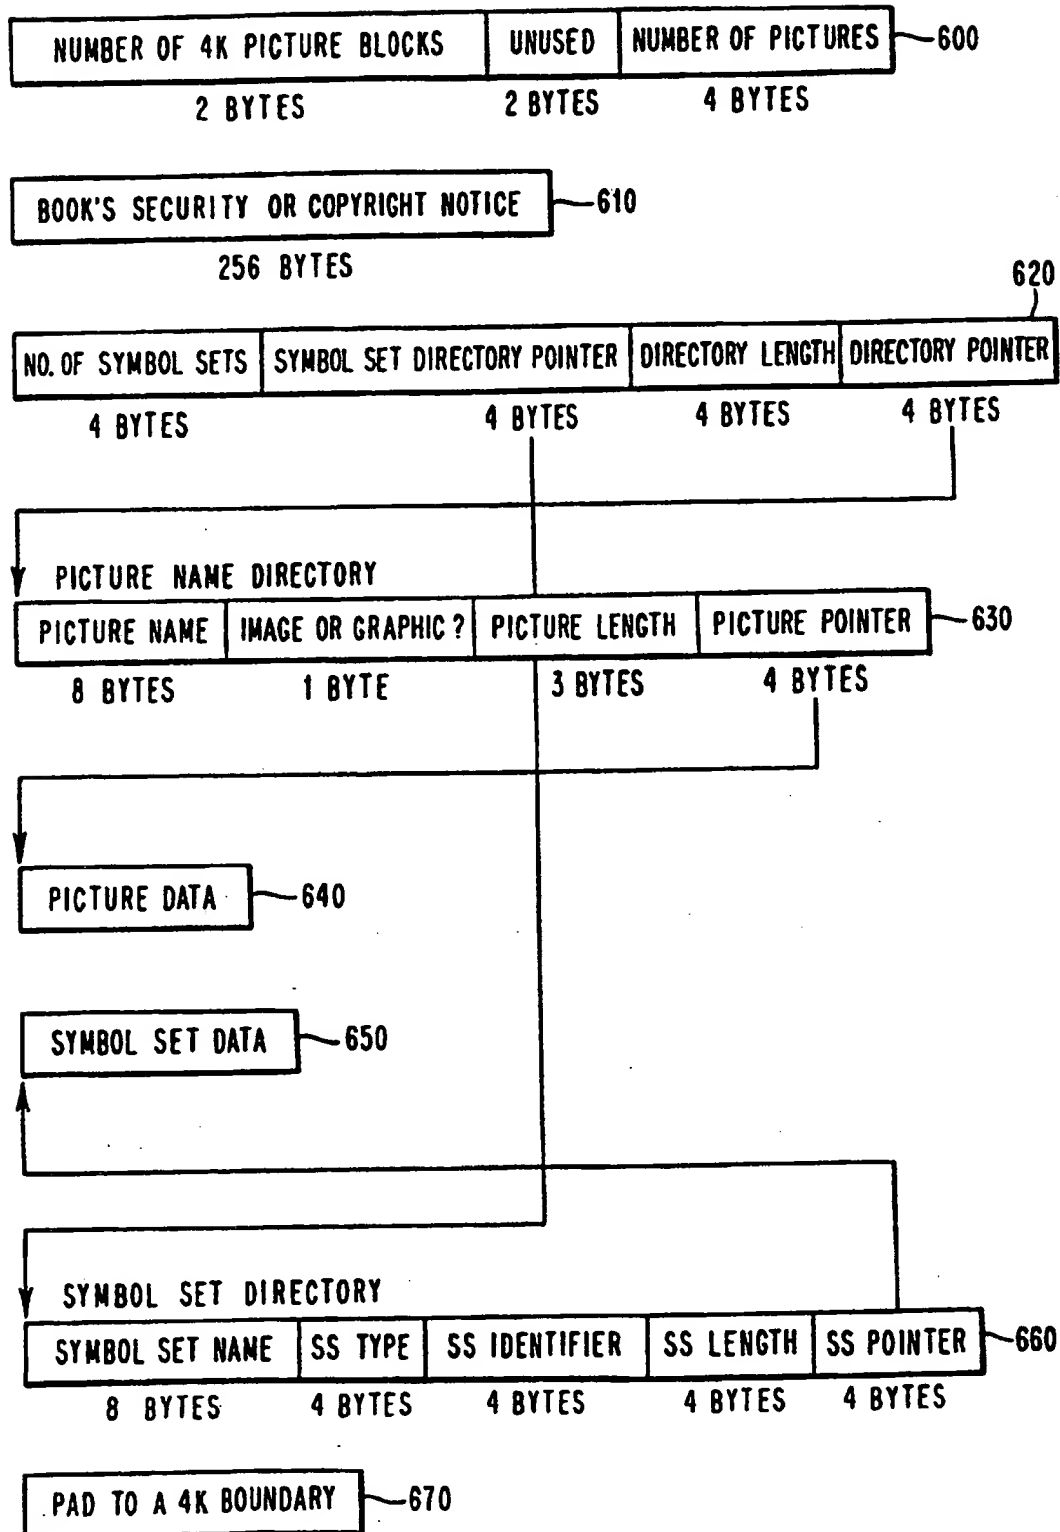 NUMBER OF 4K PICTURE BLOCKS UNUSED NUMBER OF PICTURES 600
2 BYTES 2 BYTES 4 BYTES
BOOK'S SECURITY OR COPYRIGHT NOTICE 610
256 BYTES
620
NO. OF SYMBOL SETS SYMBOL SET DIRECTORY POINTER DIRECTORY LENGTH DIRECTORY POINTER
4 BYTES 4 BYTES 4 BYTES 4 BYTES
PICTURE NAME DIRECTORY
PICTURE NAME IMAGE OR GRAPHIC ? PICTURE LENGTH PICTURE POINTER 630
8 BYTES 1 BYTE 3 BYTES 4 BYTES
PICTURE DATA 640
SYMBOL SET DATA 650
SYMBOL SET DIRECTORY
SYMBOL SET NAME SS TYPE SS IDENTIFIER SS LENGTH SS POINTER 660
8 BYTES 4 BYTES 4 BYTES 4 BYTES 4 BYTES
PAD TO A 4K BOUNDARY 670